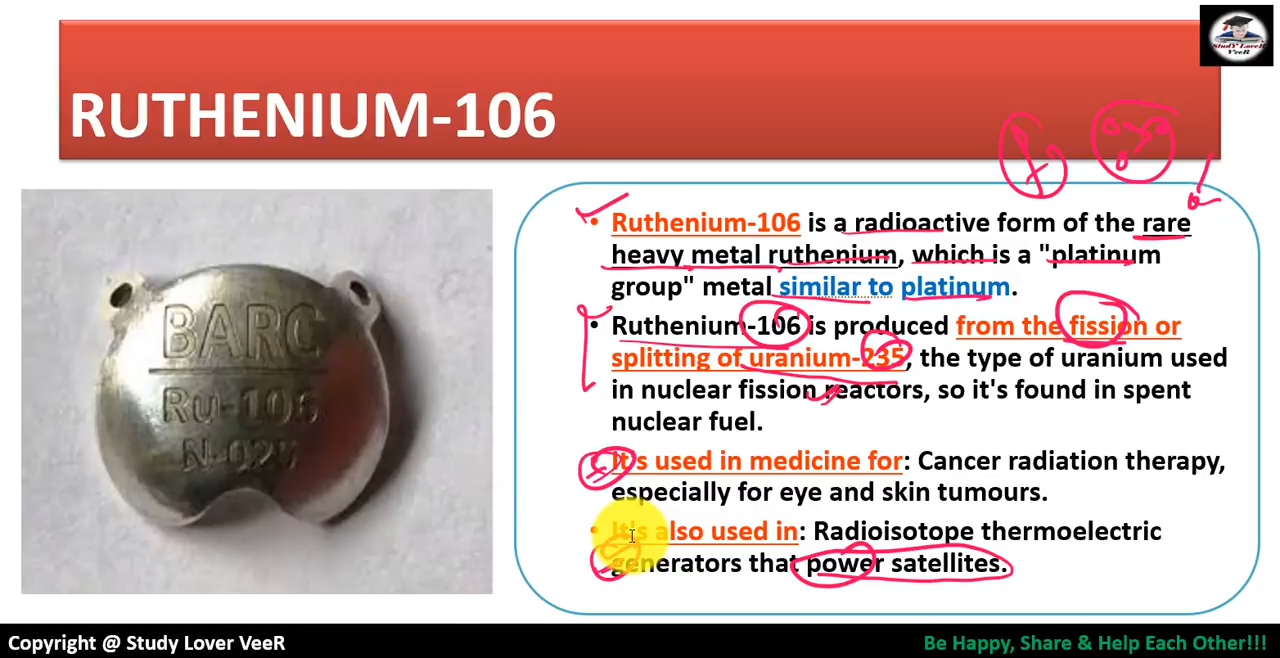 StudY LoveR
VeeR
RUTHENIUM-106
BARC
Ru-106
• Ruthenium-106 is a radioactive form of the rare
heavy metal ruthenium, which is a "platinum
group" metal similar to platinum.
• Ruthenium-106 is produced from the fission or
splitting of uranium-235, the type of uranium used
in nuclear fission reactors, so it's found in spent
nuclear fuel.
• It's used in medicine for: Cancer radiation therapy,
especially for eye and skin tumours.
• It's also used in: Radioisotope thermoelectric
generators that power satellites.
Copyright @ Study Lover VeeR
Be Happy, Share & Help Each Other!!!